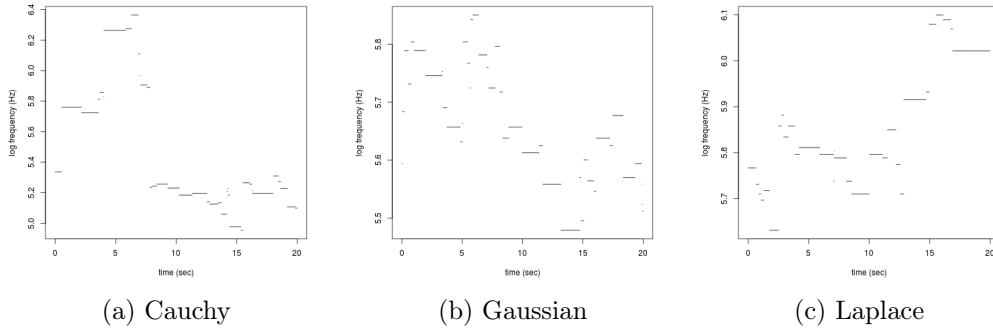 log frequency (Hz)
6.4
6.2
6.0
5.8
5.6
5.4
5.2
5.0
0 5 10 15 20
time (sec)
(a) Cauchy
log frequency (Hz)
5.8
5.7
5.6
5.5
0 5 10 15 20
time (sec)
(b) Gaussian
log frequency (Hz)
6.1
6.0
5.9
5.8
5.7
0 5 10 15 20
time (sec)
(c) Laplace